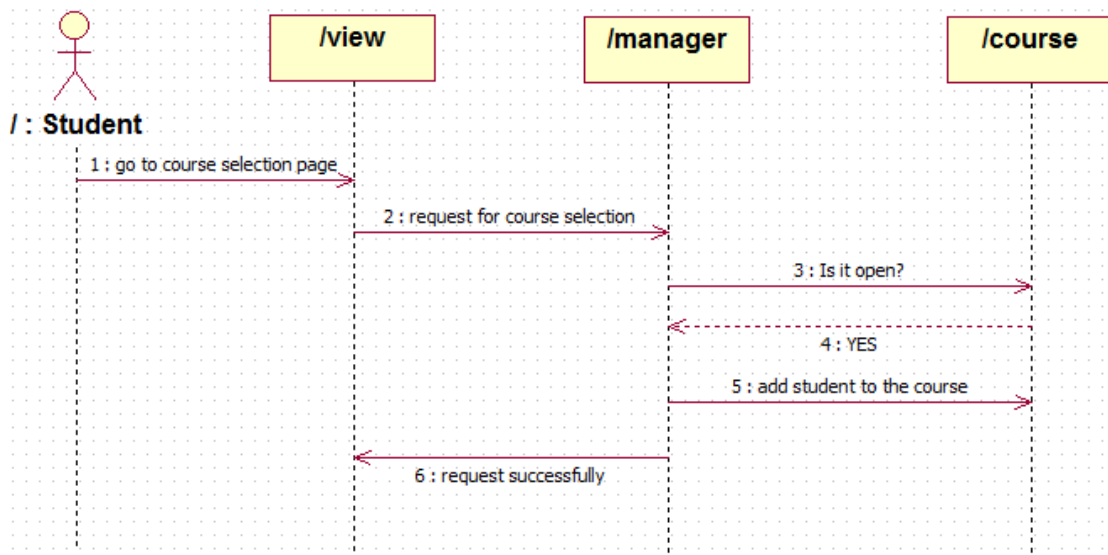 /view
/manager
/course
/ : Student
1 : go to course selection page
2 : request for course selection
3 : Is it open?
4 : YES
5 : add student to the course
6 : request successfully